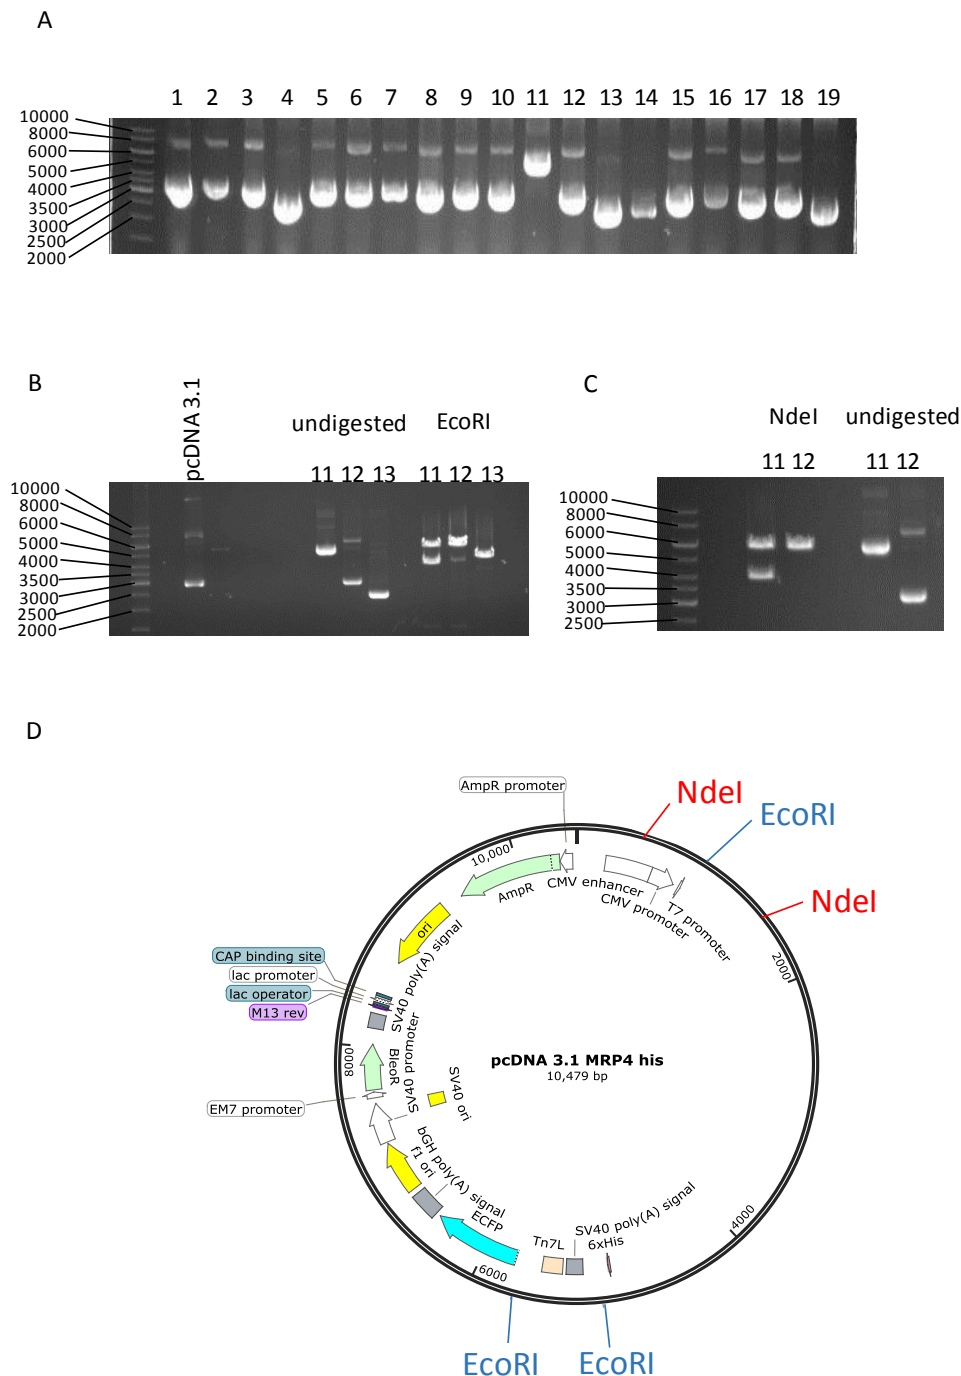 A
1 2 3 4 5 6 7 8 9 10 11 12 13 14 15 16 17 18 19
10000
8000
6000
5000
4000
3500
3000
2500
2000
B
pcDNA 3.1
undigested EcoRI
11 12 13 11 12 13
10000
8000
6000
5000
4000
3500
3000
2500
2000
C
NdeI undigested
11 12 11 12
10000
8000
6000
5000
4000
3500
3000
2500
D
AmpR promoter
NdeI
EcoRI
NdeI
10,000
AmpR
CMV enhancer
CMV promoter
T7 promoter
2000
ori
SV40 poly(A) signal
CAP binding site
lac promoter
lac operator
M13 rev
8000
BleoR
SV40 promoter
SV40 ori
pcDNA 3.1 MRP4 his
10,479 bp
EM7 promoter
f1 ori
bGH poly(A) signal
ECFP
Tn7L
SV40 poly(A) signal
6xHis
4000
6000
EcoRI
EcoRI